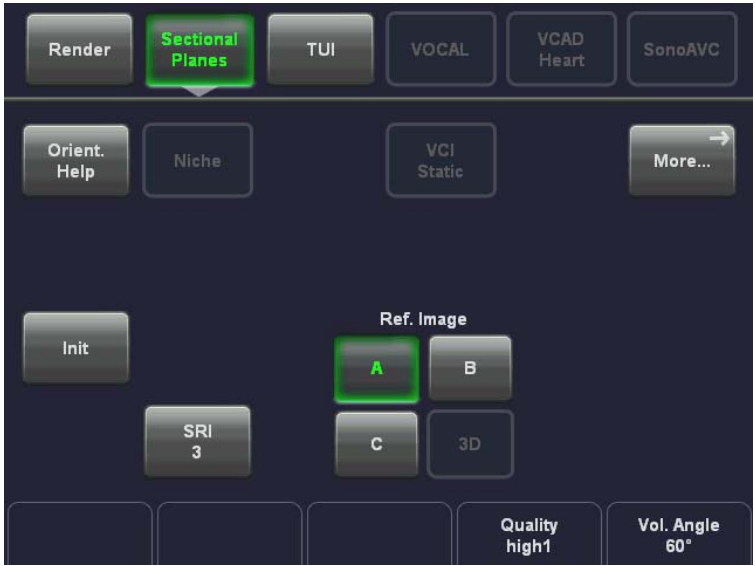 Render
Sectional
Planes
TUI
VOCAL
VCAD
Heart
SonoAVC
Orient.
Help
Niche
VCI
Static
More...
Init
Ref. Image
A
B
SRI
3
C
3D
Quality
high1
Vol. Angle
60°